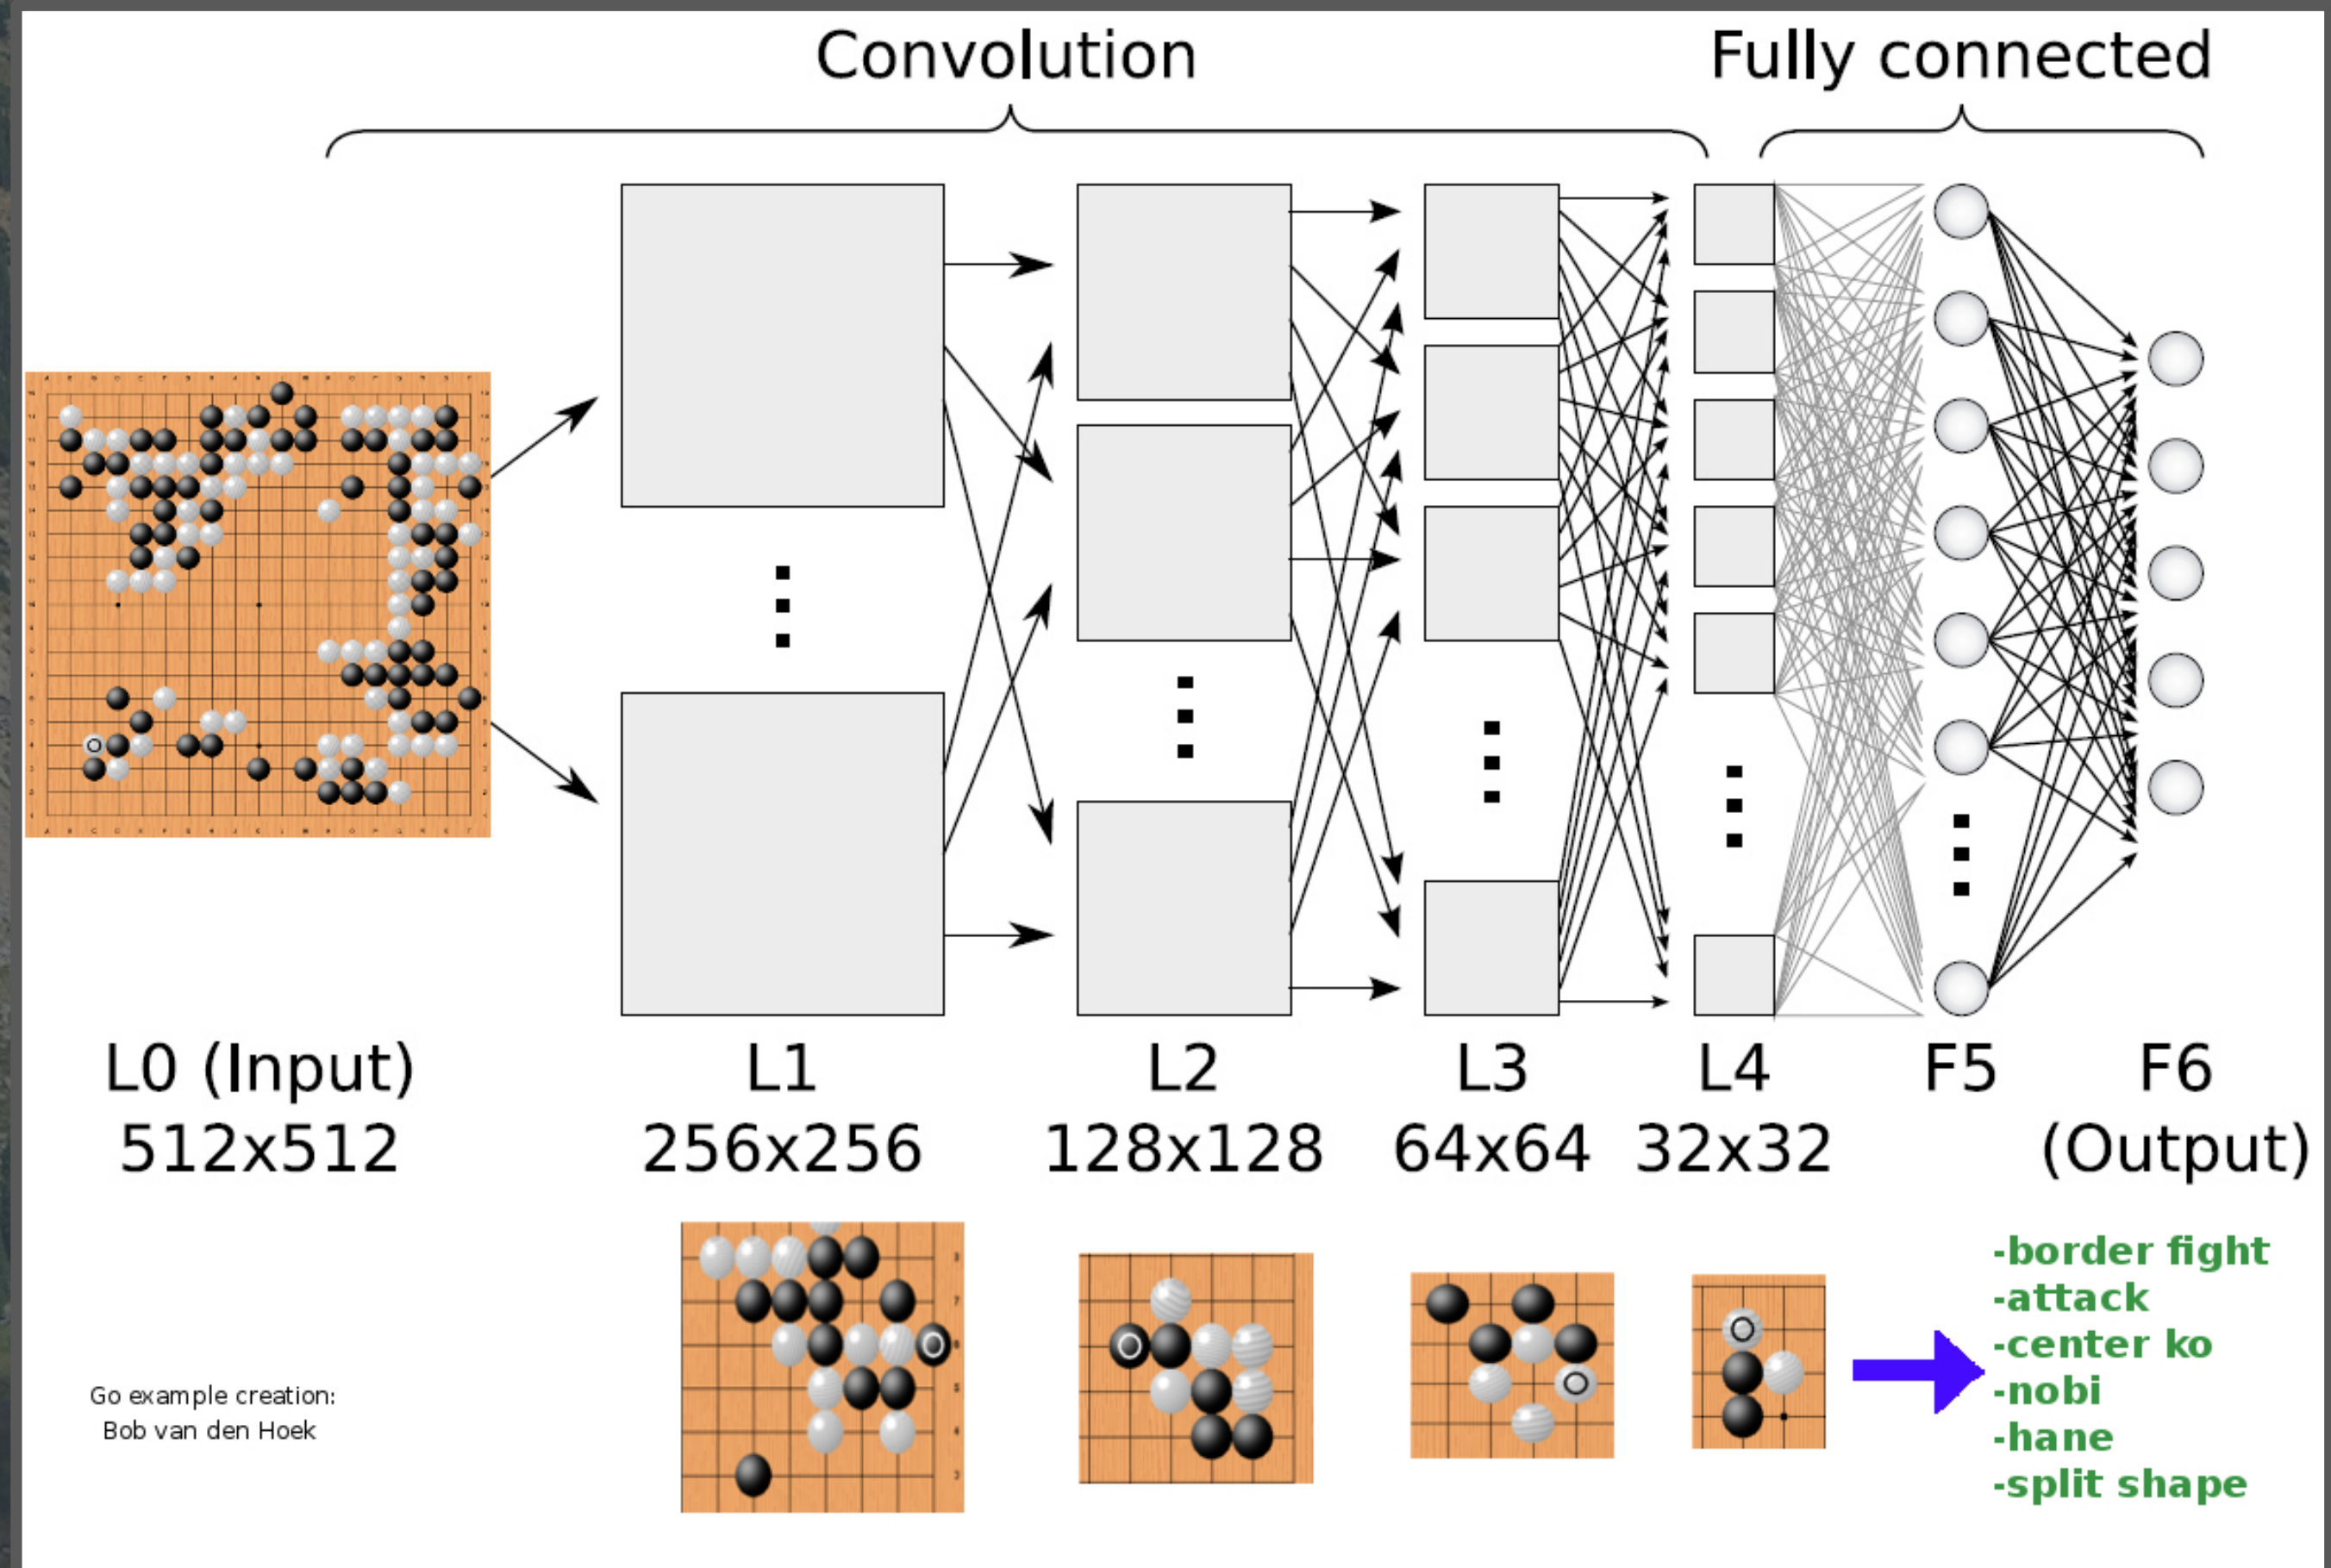 Convolution
Fully connected
L0 (Input)
512x512
L1
256x256
L2
128x128
L3
64x64
L4
32x32
F5
F6
(Output)
Go example creation:
Bob van den Hoek
-border fight
-attack
-center ko
-nobi
-hane
-split shape